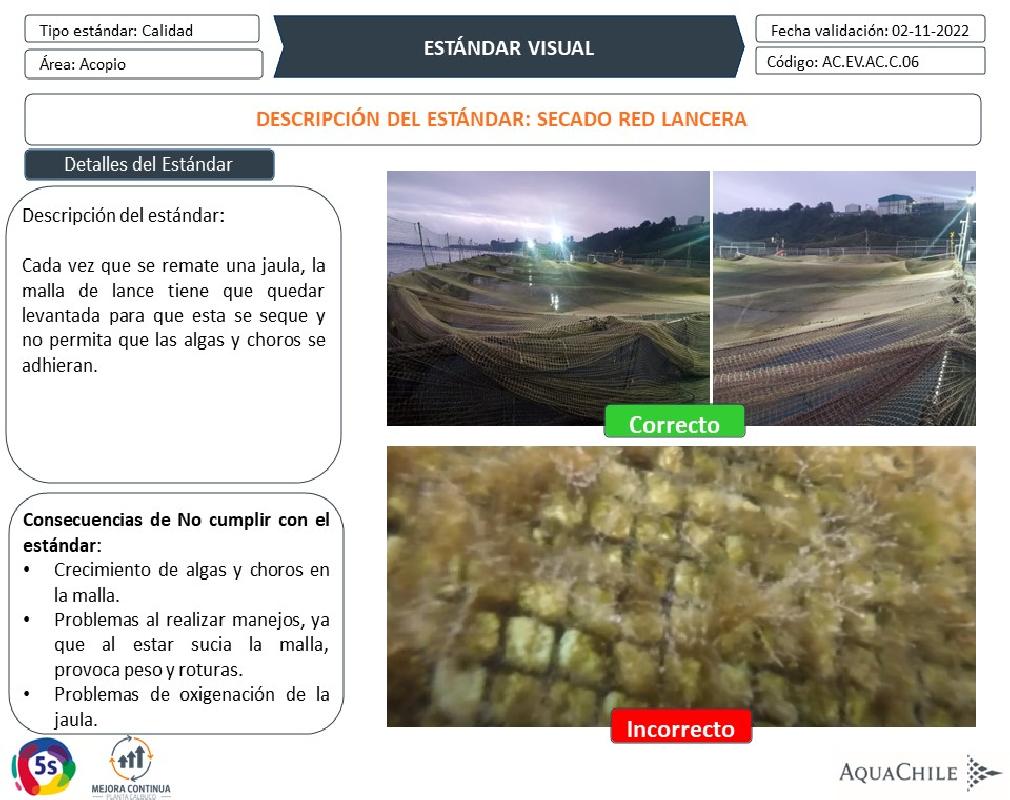 Tipo estándar: Calidad
Área: Acopio
ESTÁNDAR VISUAL
Fecha validación: 02-11-2022
Código: AC.EV.AC.C.06
DESCRIPCIÓN DEL ESTÁNDAR: SECADO RED LANCERA
Detalles del Estándar
Descripción del estándar:
Cada vez que se remate una jaula, la
malla de lance tiene que quedar
levantada para que esta se seque y
no permita que las algas y choros se
adhieran.
Consecuencias de No cumplir con el
estándar:
• Crecimiento de algas y choros en
la malla.
• Problemas al realizar manejos, ya
que al estar sucia la malla,
provoca peso y roturas.
• Problemas de oxigenación de la
jaula.
Correcto
Incorrecto
5s
MEJORA CONTINUA
PLANTA CALBUCO
AQUACHILE